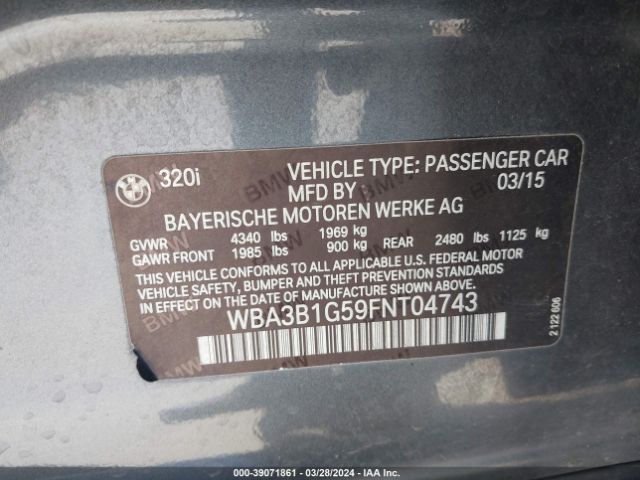 BMW
320i
VEHICLE TYPE: PASSENGER CAR
MFD BY
03/15
BAYERISCHE MOTOREN WERKE AG
GVWR 4340 lbs 1969 kg
GAWR FRONT 1985 lbs 900 kg REAR 2480 lbs 1125 kg
THIS VEHICLE CONFORMS TO ALL APPLICABLE U.S. FEDERAL MOTOR
VEHICLE SAFETY, BUMPER, AND THEFT PREVENTION STANDARDS
IN EFFECT ON THE DATE OF MANUFACTURE SHOWN ABOVE.
WBA3B1G59FNT04743
2 122 606
000-39071861 | 03/28/2024 | IAA Inc.